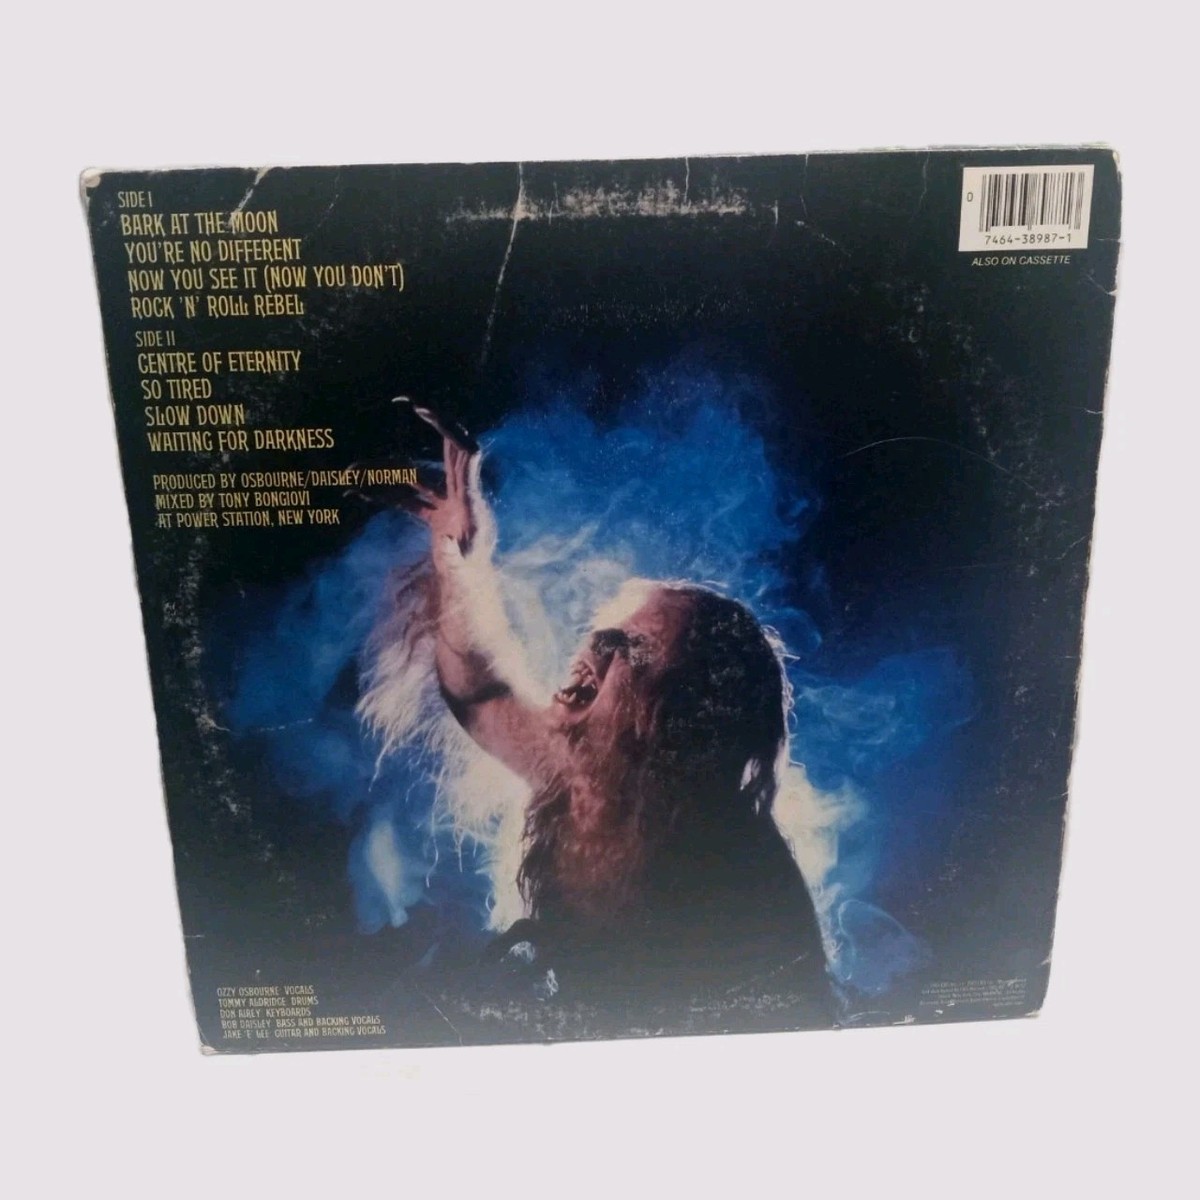 SIDE I
BARK AT THE MOON
YOU'RE NO DIFFERENT
NOW YOU SEE IT (NOW YOU DON'T)
ROCK 'N' ROLL REBEL
SIDE II
CENTRE OF ETERNITY
SO TIRED
SLOW DOWN
WAITING FOR DARKNESS
PRODUCED BY OSBOURNE/DAISLEY/NORMAN
MIXED BY TONY BONGIOVI
AT POWER STATION, NEW YORK
0
7464-38987-1
ALSO ON CASSETTE
OZZY OSBOURNE VOCALS
TOMMY ALDRIDGE DRUMS
DON AIREY KEYBOARDS
BOB DAISLEY BASS AND BACKING VOCALS
JAKE 'E' LEE GUITAR AND BACKING VOCALS